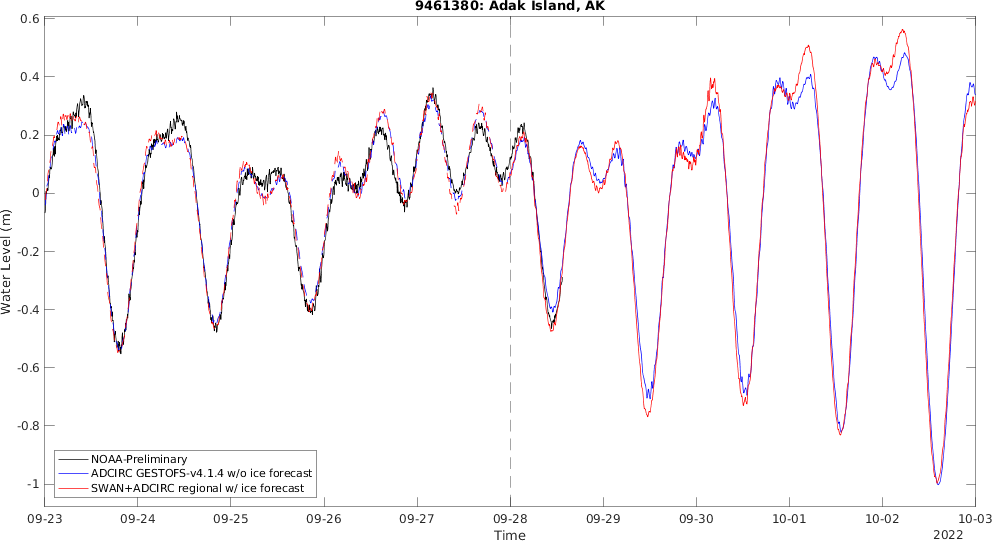 9461380: Adak Island, AK
0.6
0.4
0.2
0
-0.2
-0.4
-0.6
-0.8
-1
Water Level (m)
NOAA-Preliminary
ADCIRC GESTOFS-v4.1.4 w/o ice forecast
SWAN+ADCIRC regional w/ ice forecast
09-23 09-24 09-25 09-26 09-27 09-28 09-29 09-30 10-01 10-02 10-03
Time
2022